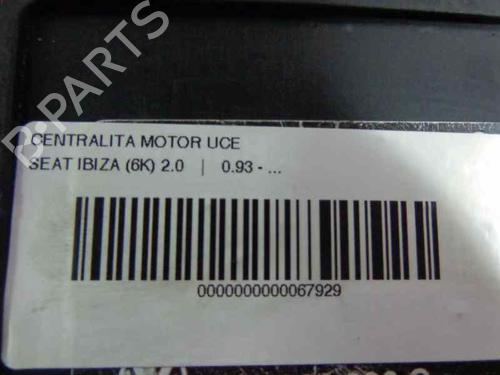 B-PARTS
CENTRALITA MOTOR UCE
SEAT IBIZA (6K) 2.0 | 0.93 - ...
0000000000067929